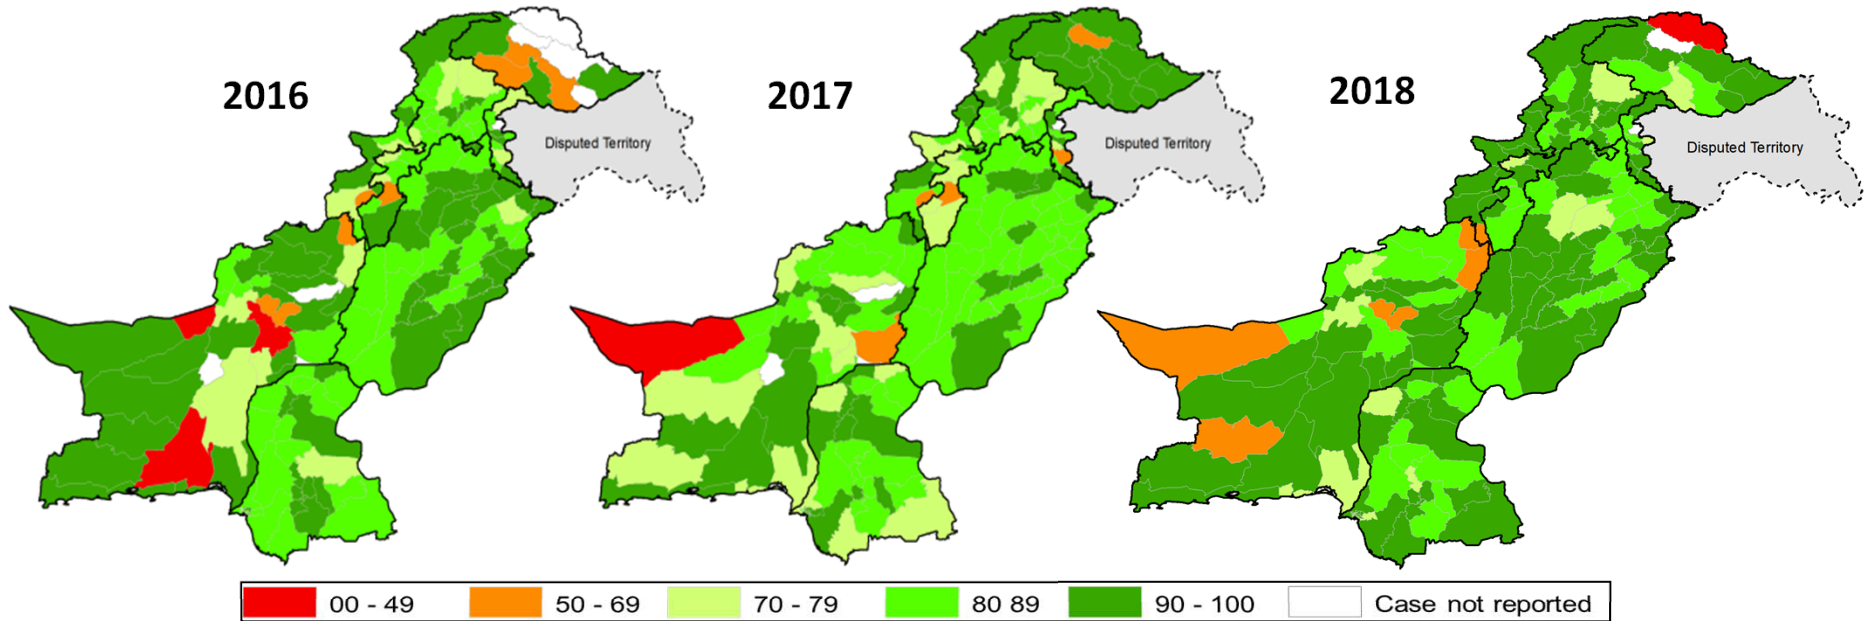 2016
2017
2018
Disputed Territory
Disputed Territory
Disputed Territory
00 - 49
50 - 69
70 - 79
80 89
90 - 100
Case not reported